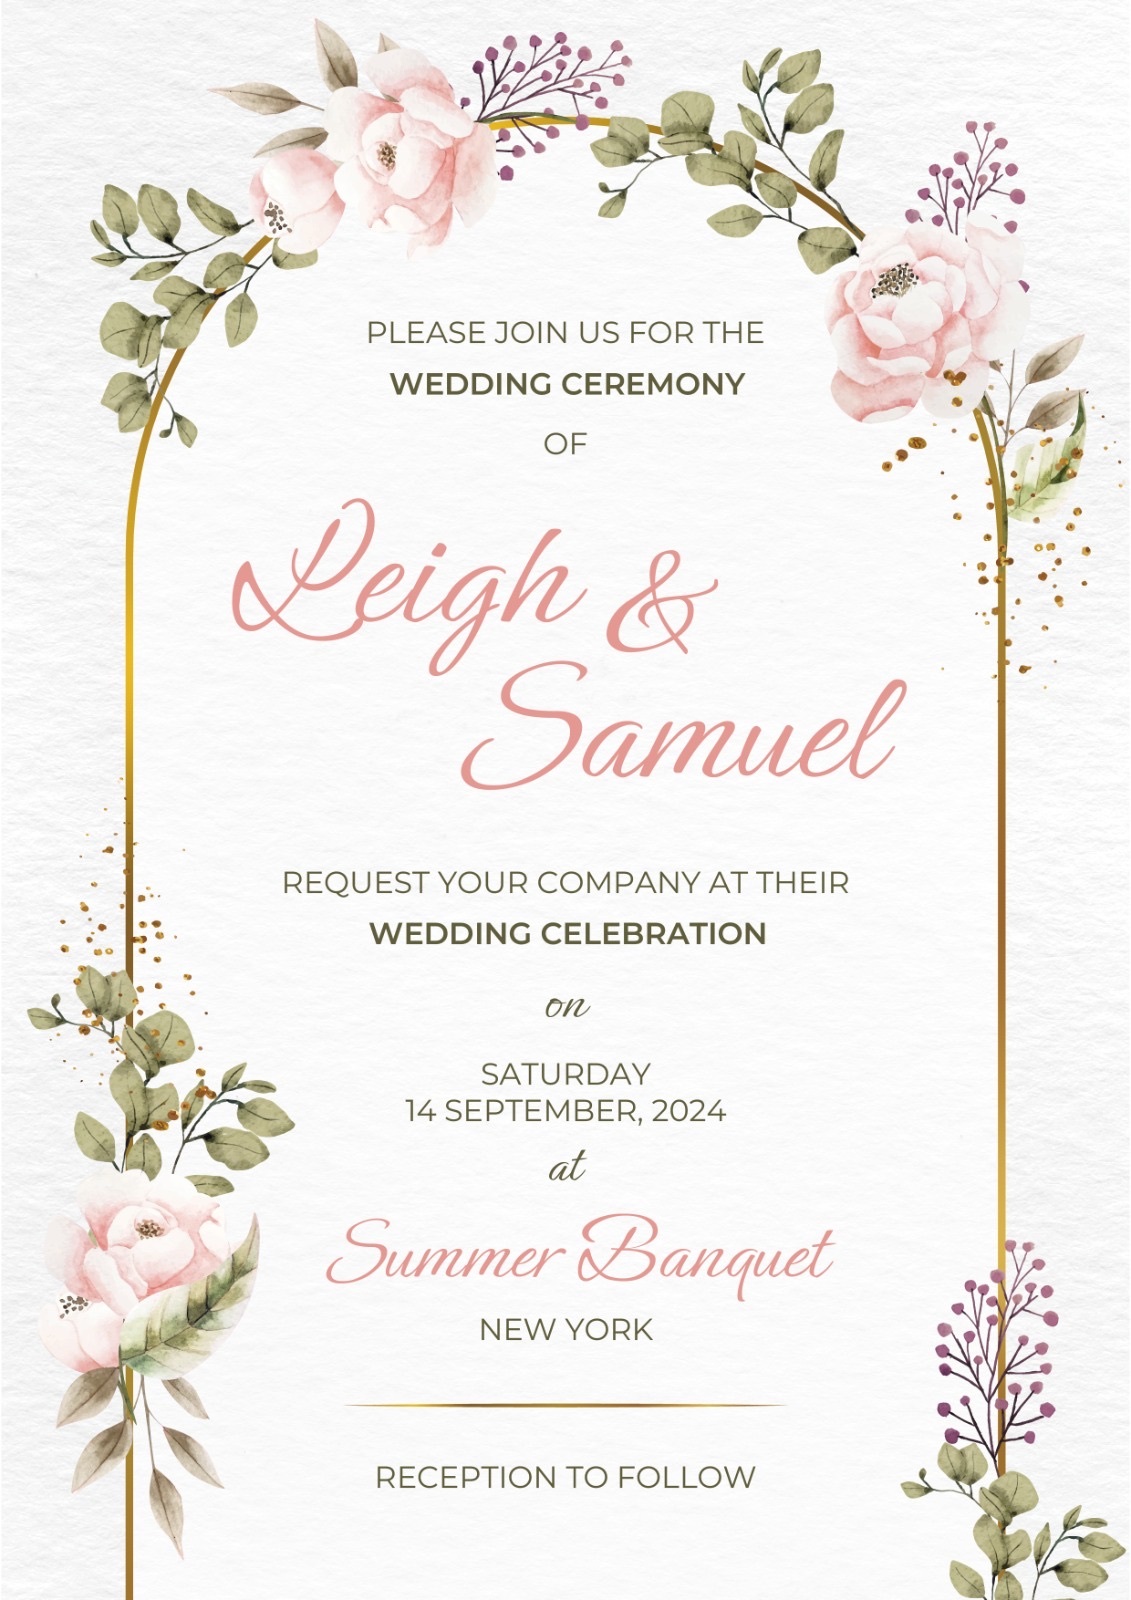 PLEASE JOIN US FOR THE
WEDDING CEREMONY
OF
Leigh &
Samuel
REQUEST YOUR COMPANY AT THEIR
WEDDING CELEBRATION
on
SATURDAY
14 SEPTEMBER, 2024
at
Summer Banquet
NEW YORK
RECEPTION TO FOLLOW